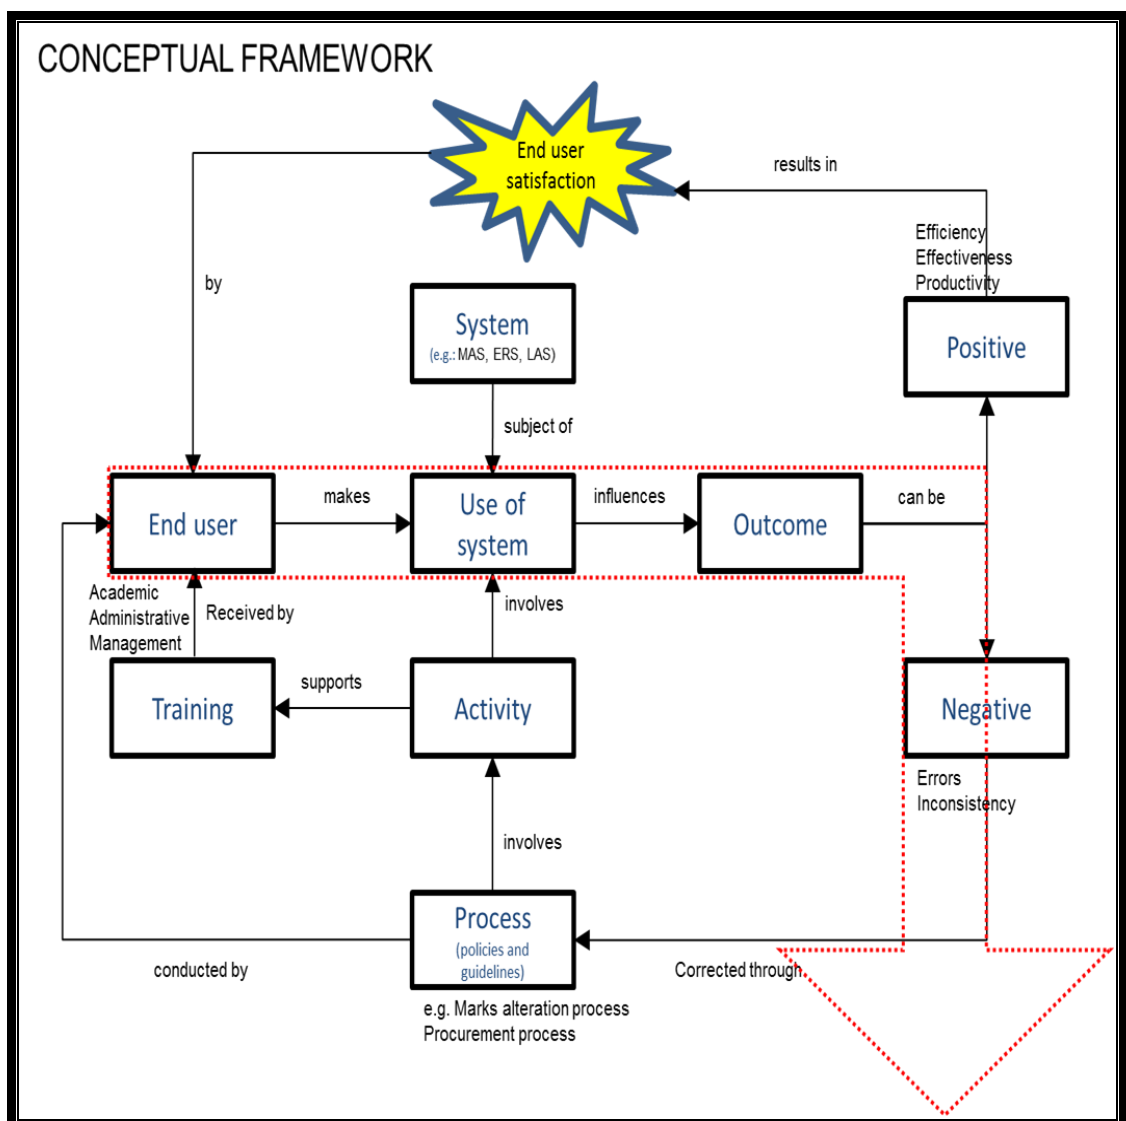 CONCEPTUAL FRAMEWORK
End user
satisfaction
results in
Efficiency
Effectiveness
Productivity
by
System
(e.g.: MAS, ERS, LAS)
Positive
subject of
End user
makes
Use of
system
influences
Outcome
can be
Academic
Administrative
Management
Received by
involves
Training
supports
Activity
Negative
Errors
Inconsistency
involves
Process
(policies and
guidelines)
conducted by
Corrected through
e.g. Marks alteration process
Procurement process